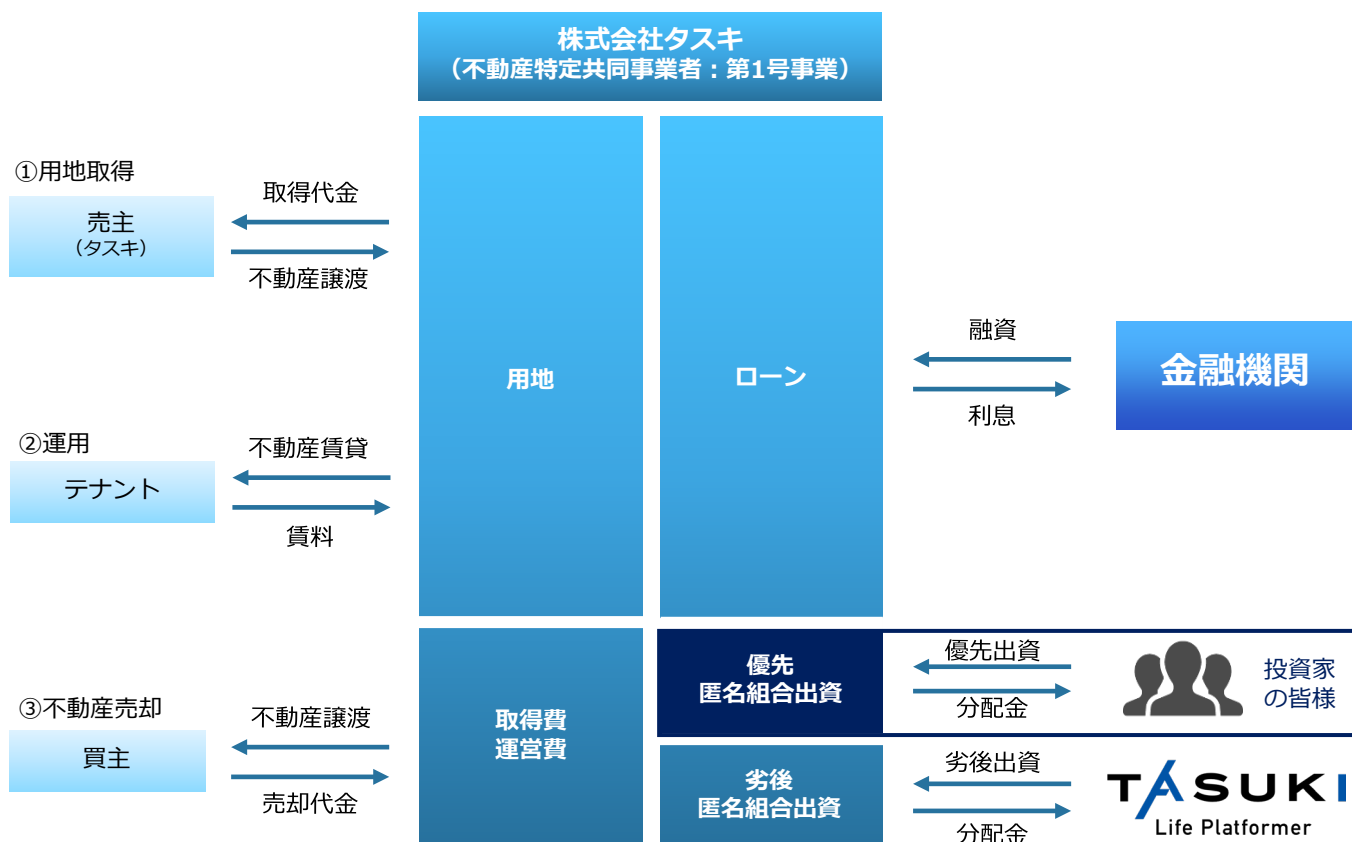 株式会社タスキ
（不動産特定共同事業者：第1号事業）
①用地取得
売主
（タスキ）
取得代金
不動産譲渡
②運用
テナント
不動産賃貸
賃料
③不動産売却
買主
不動産譲渡
売却代金
用地
ローン
取得費
運営費
優先
匿名組合出資
劣後
匿名組合出資
融資
利息
金融機関
優先出資
分配金
投資家
の皆様
劣後出資
分配金
TASUKI
Life Platformer